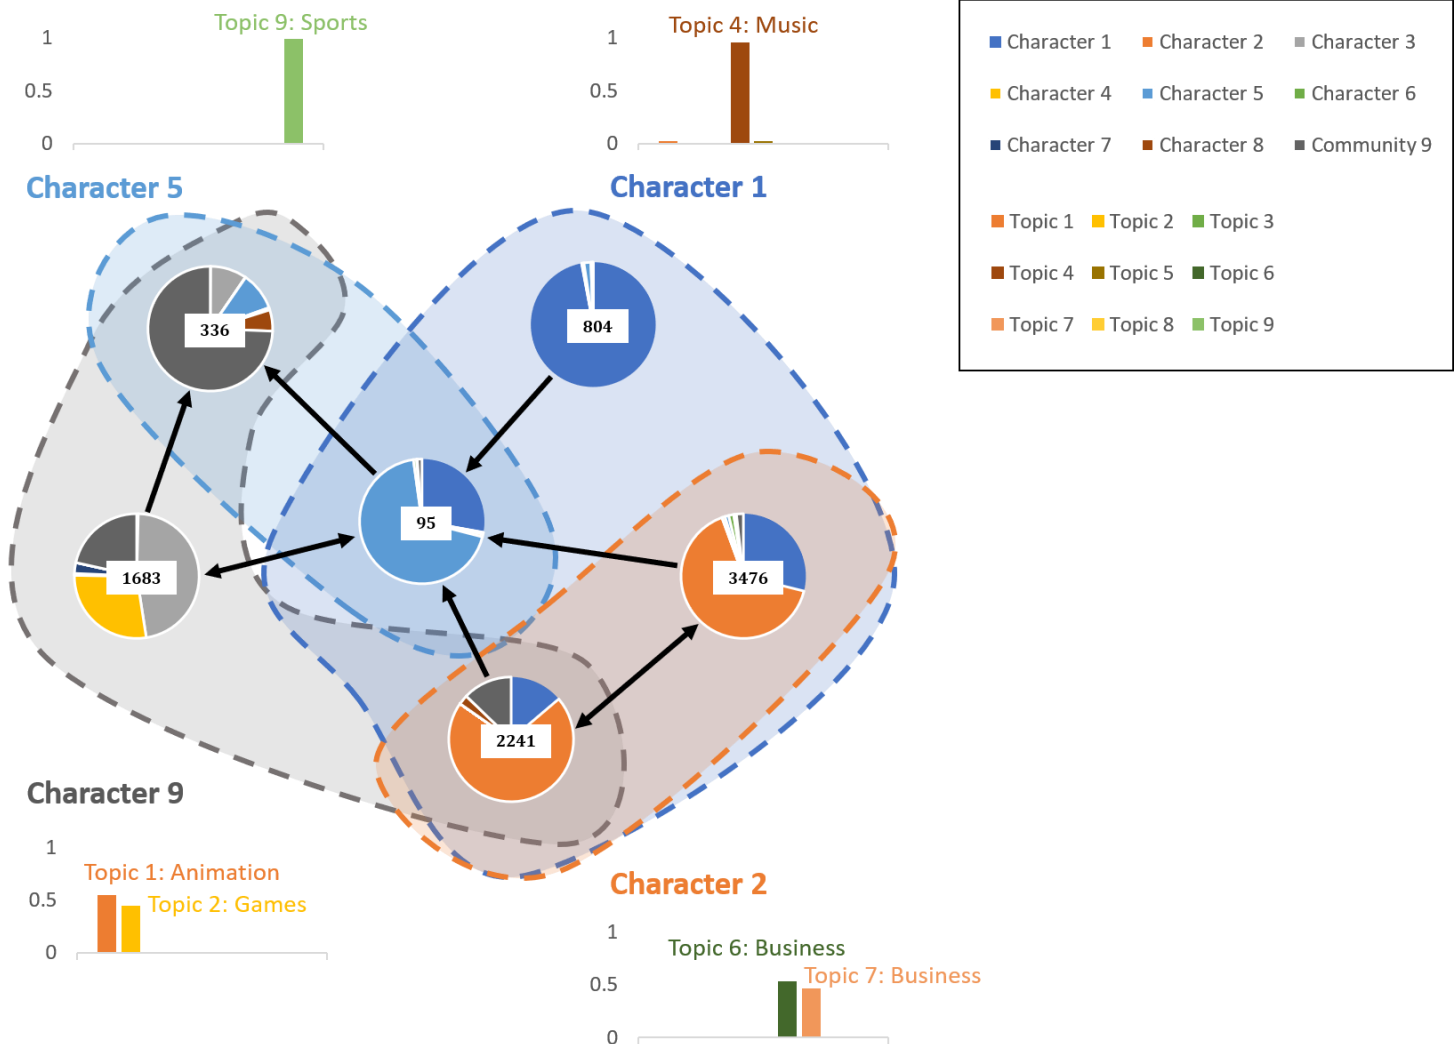 Topic 9: Sports
1
0.5
0
Topic 4: Music
1
0.5
0
Character 1 Character 2 Character 3
Character 4 Character 5 Character 6
Character 7 Character 8 Community 9
Topic 1 Topic 2 Topic 3
Topic 4 Topic 5 Topic 6
Topic 7 Topic 8 Topic 9
Character 5
Character 1
336
804
95
1683
3476
2241
Character 9
1
Topic 1: Animation
0.5
Topic 2: Games
0
Character 2
1
Topic 6: Business
0.5
Topic 7: Business
0